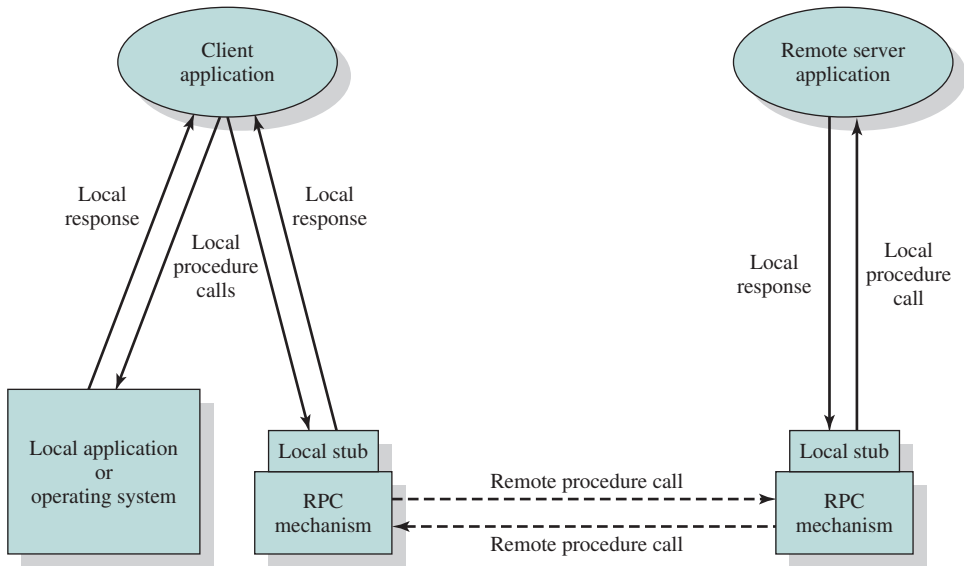 Client
application
Remote server
application
Local
response
Local
procedure
calls
Local
response
Local
response
Local
procedure
call
Local application
or
operating system
Local stub
RPC
mechanism
Remote procedure call
Remote procedure call
Local stub
RPC
mechanism